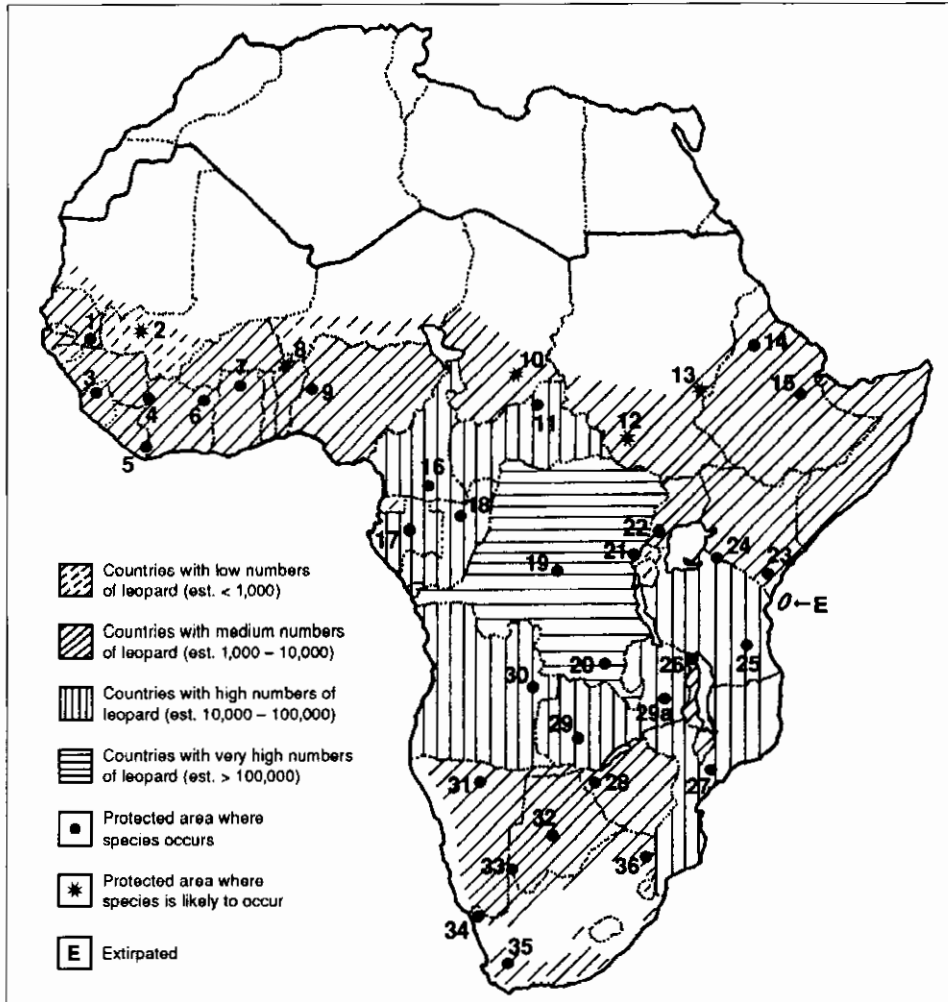 1
2
3
4
5
6
7
8
9
10
11
12
13
14
15
16
17
18
19
20
21
22
23
24
25
26
27
28
29
29a
30
31
32
33
34
35
36
←E
Countries with low numbers
of leopard (est. < 1,000)
Countries with medium numbers
of leopard (est. 1,000 – 10,000)
Countries with high numbers of
leopard (est. 10,000 – 100,000)
Countries with very high numbers
of leopard (est. > 100,000)
Protected area where
species occurs
Protected area where
species is likely to occur
E Extirpated